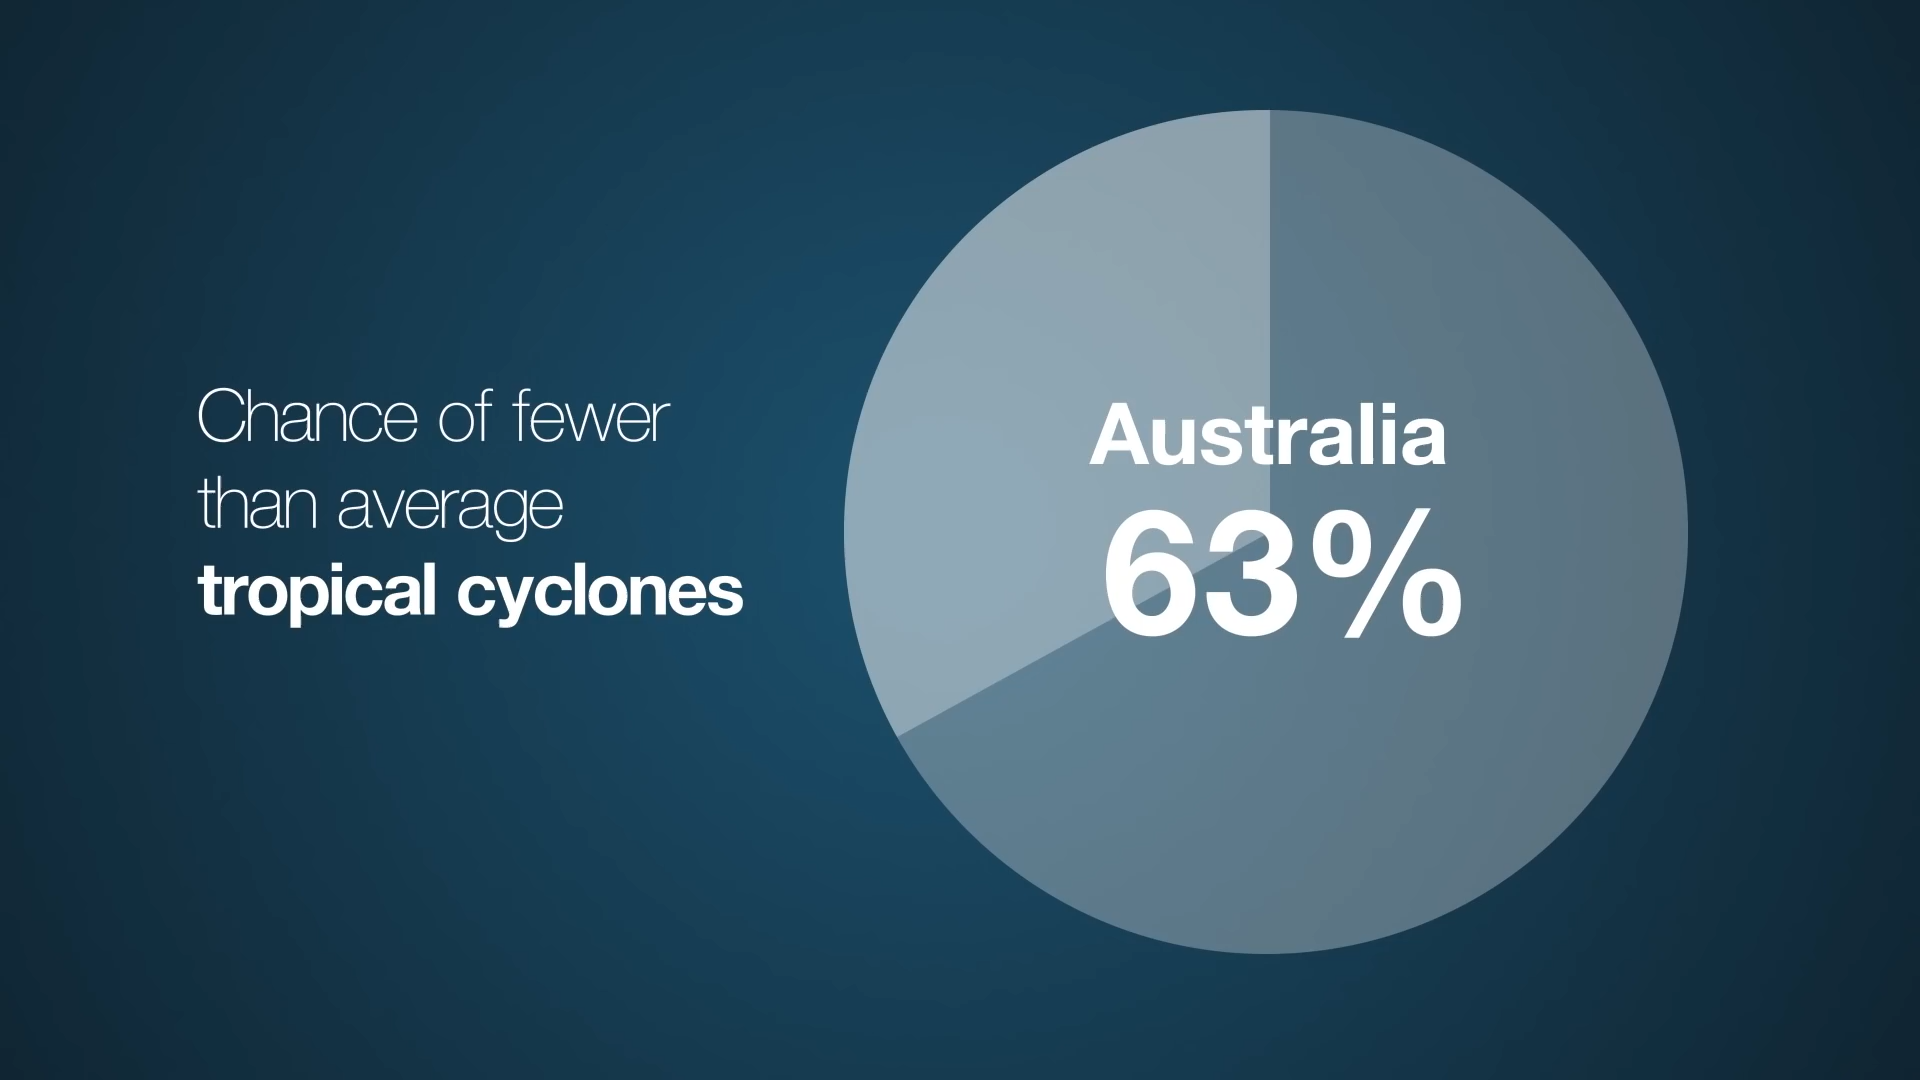 Chance of fewer
than average
tropical cyclones
Australia
63%